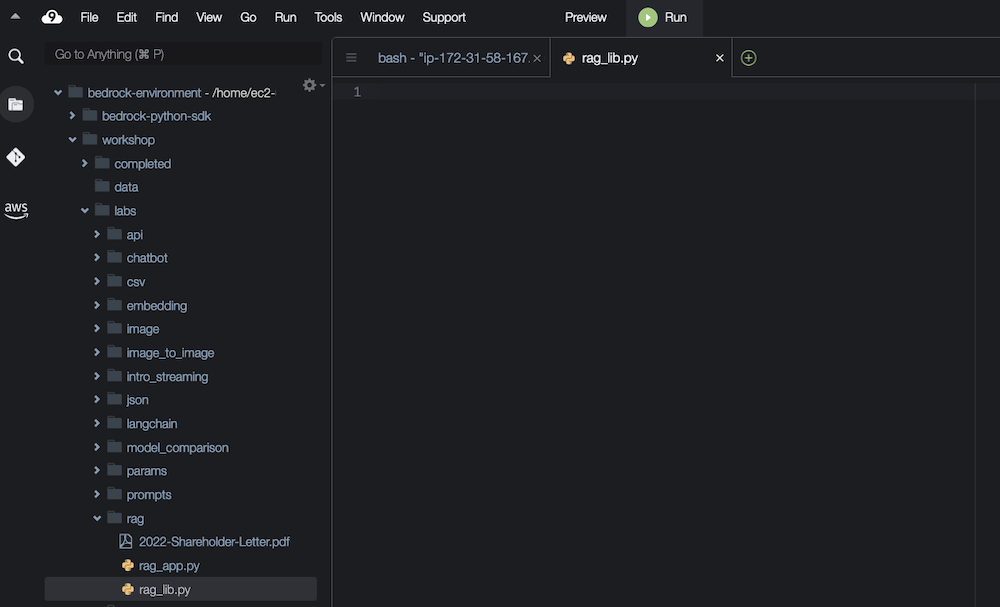 9 File Edit Find View Go Run Tools Window Support Preview Run
Go to Anything (⌘ P)
bash - "ip-172-31-58-167. × rag_lib.py ×
1
bedrock-environment - /home/ec2-
bedrock-python-sdk
workshop
completed
data
aws
labs
api
chatbot
csv
embedding
image
image_to_image
intro_streaming
json
langchain
model_comparison
params
prompts
rag
2022-Shareholder-Letter.pdf
rag_app.py
rag_lib.py